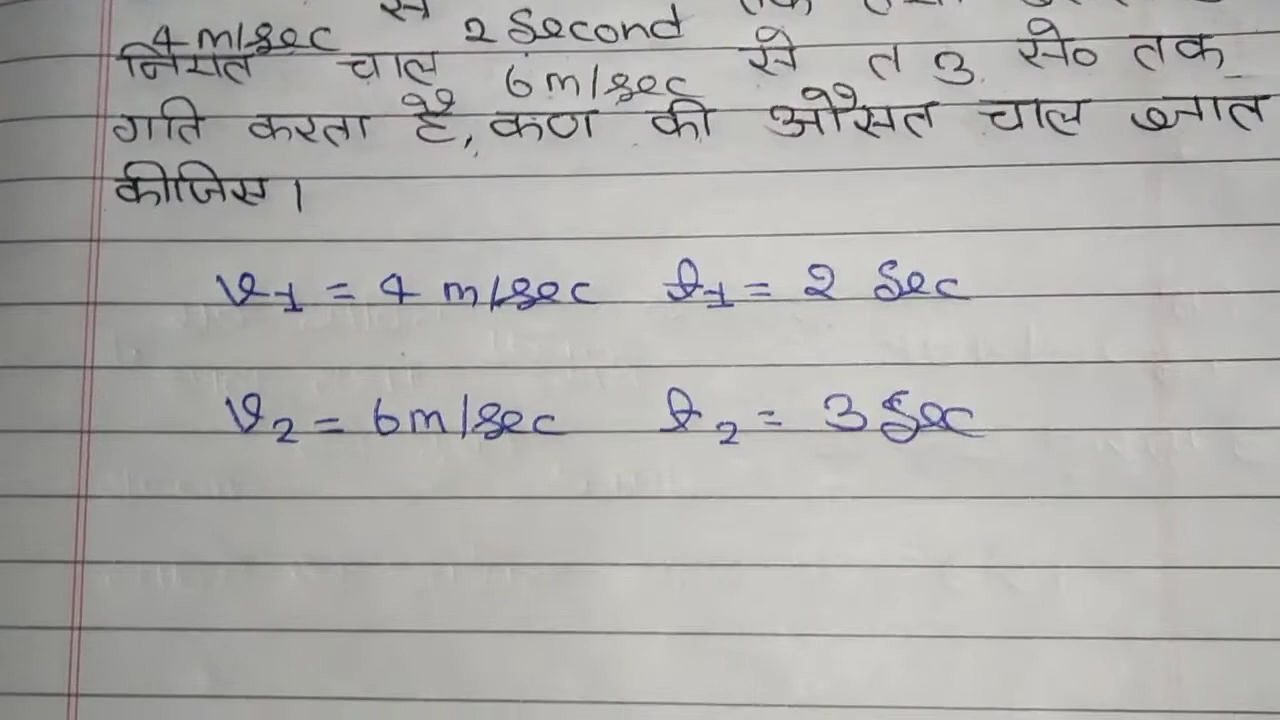 4 m/sec से 2 Second तक
नियत चाल 6 m/sec से त 3 से० तक
गति करता है, कण की औसत चाल ज्ञात
कीजिस ।
v1 = 4 m/sec t1 = 2 Sec
v2 = 6 m/sec t2 = 3 Sec